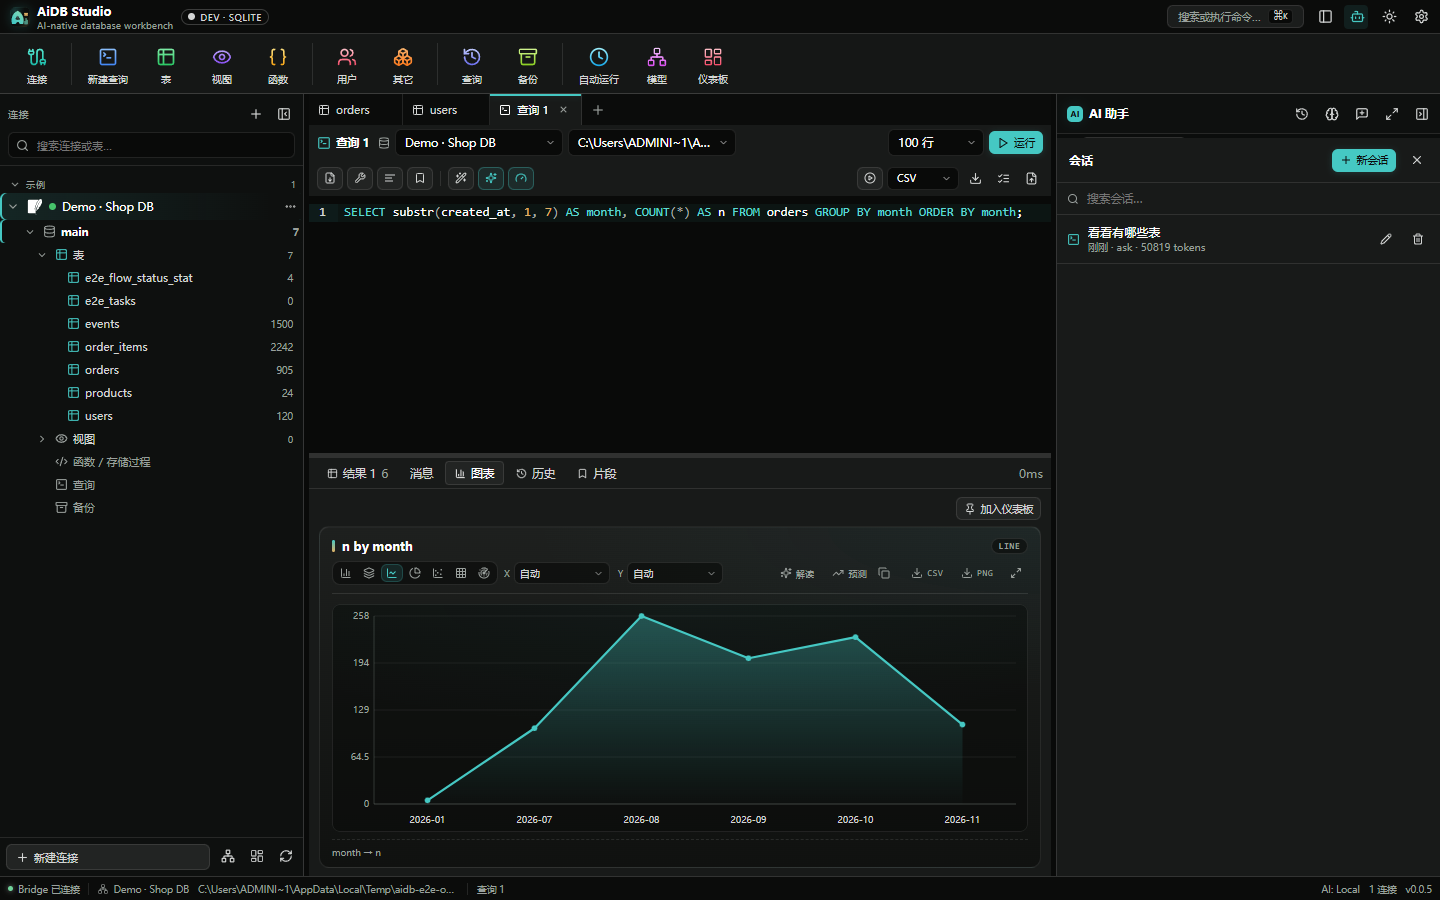 AiDB Studio
AI-native database workbench
DEV · SQLITE
搜索或执行命令...
⌘K
连接
新建查询
表
视图
函数
用户
其它
查询
备份
自动运行
模型
仪表板
连接
搜索连接或表...
示例 1
Demo · Shop DB
main 7
表 7
e2e_flow_status_stat 4
e2e_tasks 0
events 1500
order_items 2242
orders 905
products 24
users 120
视图 0
函数 / 存储过程
查询
备份
新建连接
orders
users
查询 1
查询 1
Demo · Shop DB
C:\Users\ADMINI~1\A...
100 行
运行
CSV
1 SELECT substr(created_at, 1, 7) AS month, COUNT(*) AS n FROM orders GROUP BY month ORDER BY month;
结果 1 6
消息
图表
历史
片段
0ms
加入仪表板
n by month
LINE
X 自动
Y 自动
解读
预测
CSV
PNG
258
194
129
64.5
0
2026-01
2026-07
2026-08
2026-09
2026-10
2026-11
month → n
AI AI 助手
会话
新会话
搜索会话...
看看有哪些表
刚刚 · ask · 50819 tokens
Bridge 已连接
Demo · Shop DB
C:\Users\ADMINI~1\AppData\Local\Temp\aidb-e2e-o...
查询 1
AI: Local
1 连接
v0.0.5